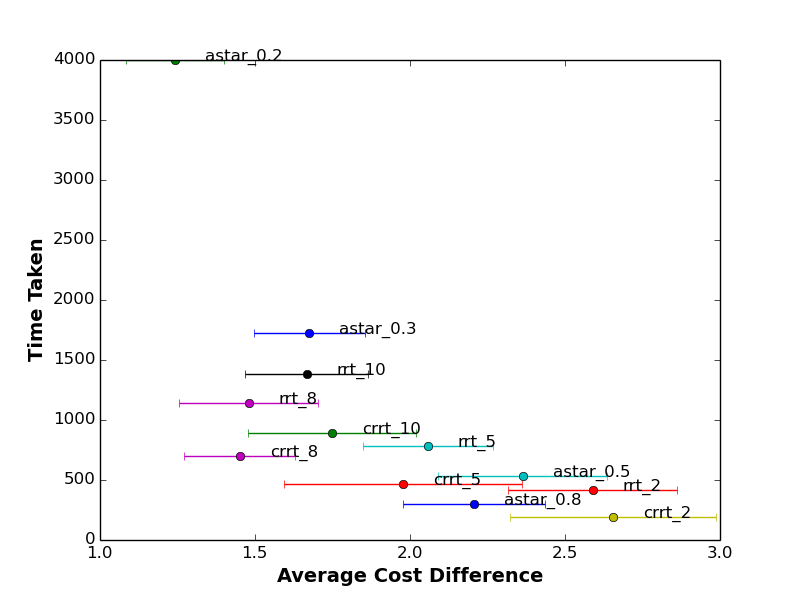 4000
astar_0.2
3500
3000
2500
2000
astar_0.3
1500
rrt_10
rrt_8
1000
crrt_10
rrt_5
crrt_8
astar_0.5
500
crrt_5
rrt_2
astar_0.8
crrt_2
0
1.0 1.5 2.0 2.5 3.0
Time Taken
Average Cost Difference